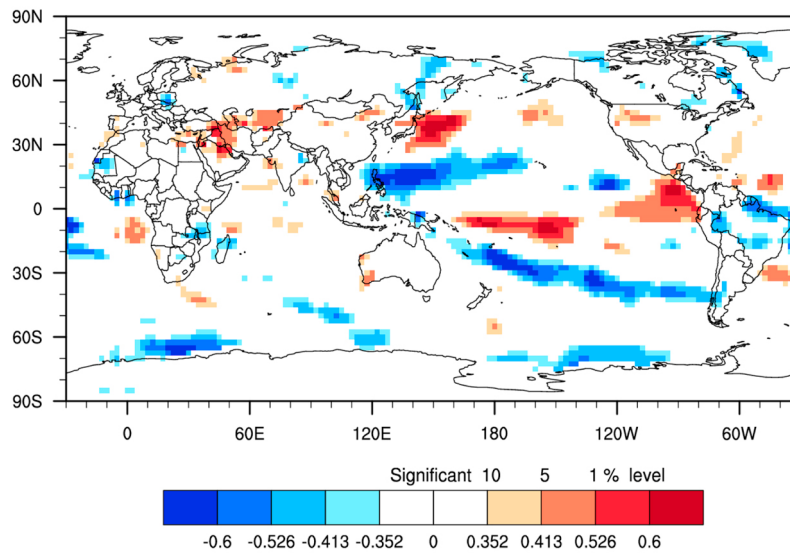 90N
60N
30N
0
30S
60S
90S
0 60E 120E 180 120W 60W
Significant 10 5 1 % level
-0.6 -0.526 -0.413 -0.352 0 0.352 0.413 0.526 0.6